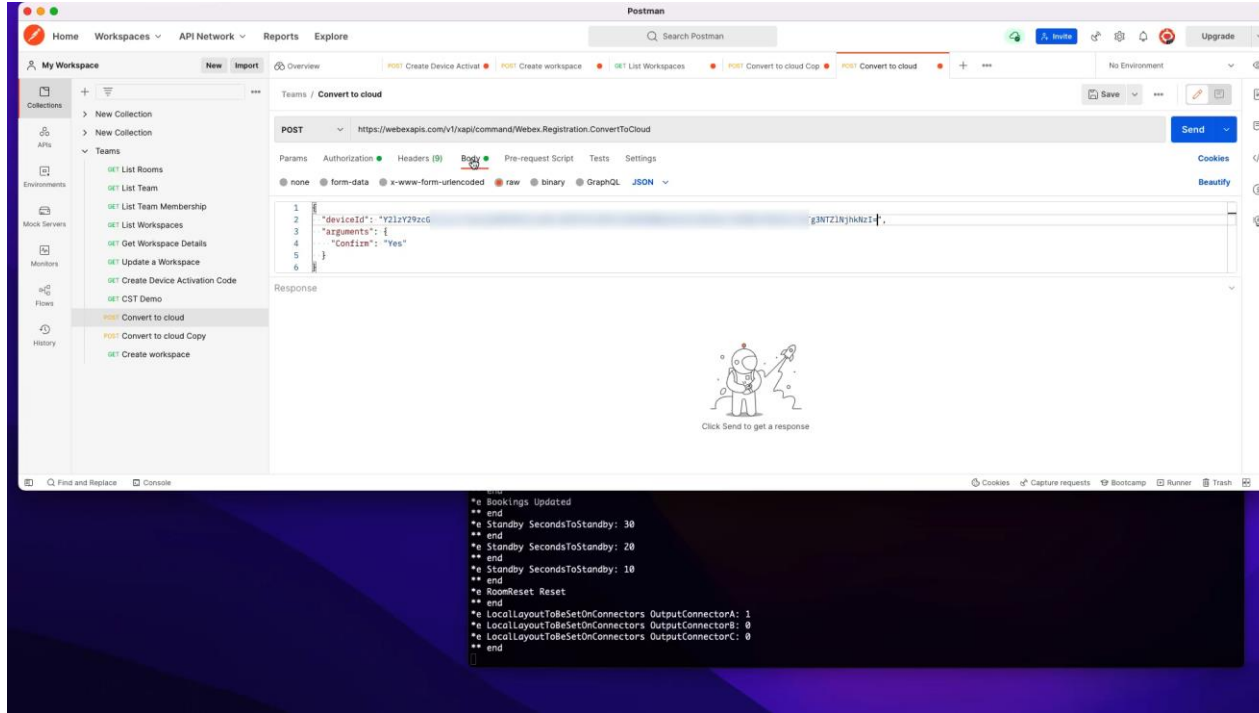 Postman
Home Workspaces API Network Reports Explore
Search Postman
Invite
Upgrade
My Workspace
New Import
Overview
POST Create Device Activat
POST Create workspace
GET List Workspaces
POST Convert to cloud Cop
POST Convert to cloud
No Environment
Collections
APIs
Environments
Mock Servers
Monitors
Flows
History
New Collection
New Collection
Teams
GET List Rooms
GET List Team
GET List Team Membership
GET List Workspaces
GET Get Workspace Details
GET Update a Workspace
GET Create Device Activation Code
GET CST Demo
POST Convert to cloud
POST Convert to cloud Copy
GET Create workspace
Teams / Convert to cloud
Save
POST https://webexapis.com/v1/xapi/command/Webex.Registration.ConvertToCloud
Send
Params Authorization Headers (9) Body Pre-request Script Tests Settings
Cookies
none form-data x-www-form-urlencoded raw binary GraphQL JSON
Beautify
1 {
2 "deviceId": "Y2lzY29zcG g3NTZlNjhkNzI=",
3 "arguments": {
4 "Confirm": "Yes"
5 }
6 }
Response
Click Send to get a response
Find and Replace Console
Cookies Capture requests Bootcamp Runner Trash
** end
*e Bookings Updated
** end
*e Standby SecondsToStandby: 30
** end
*e Standby SecondsToStandby: 20
** end
*e Standby SecondsToStandby: 10
** end
*e RoomReset Reset
** end
*e LocalLayoutToBeSetOnConnectors OutputConnectorA: 1
*e LocalLayoutToBeSetOnConnectors OutputConnectorB: 0
*e LocalLayoutToBeSetOnConnectors OutputConnectorC: 0
** end